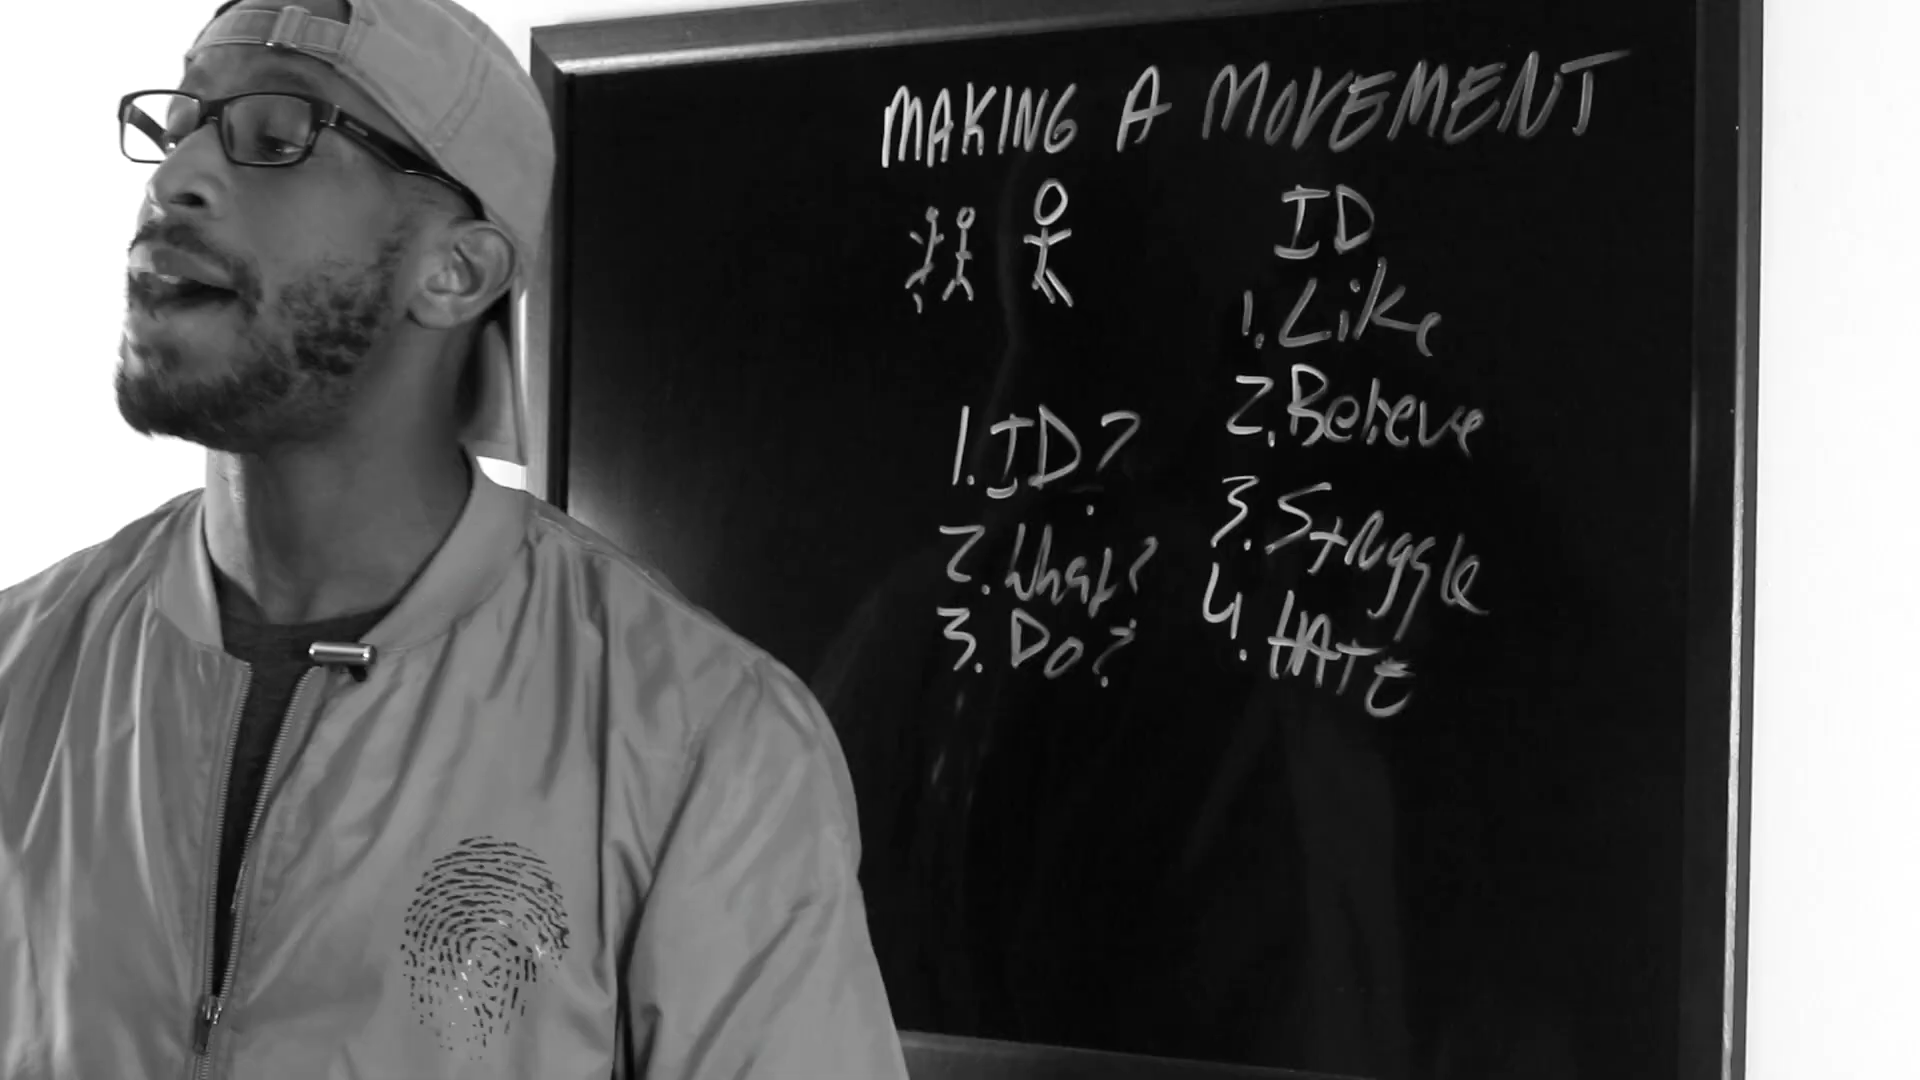 MAKING A MOVEMENT
1. ID?
2. What?
3. Do?
ID
1. Like
2. Believe
3. Struggle
4. HATE